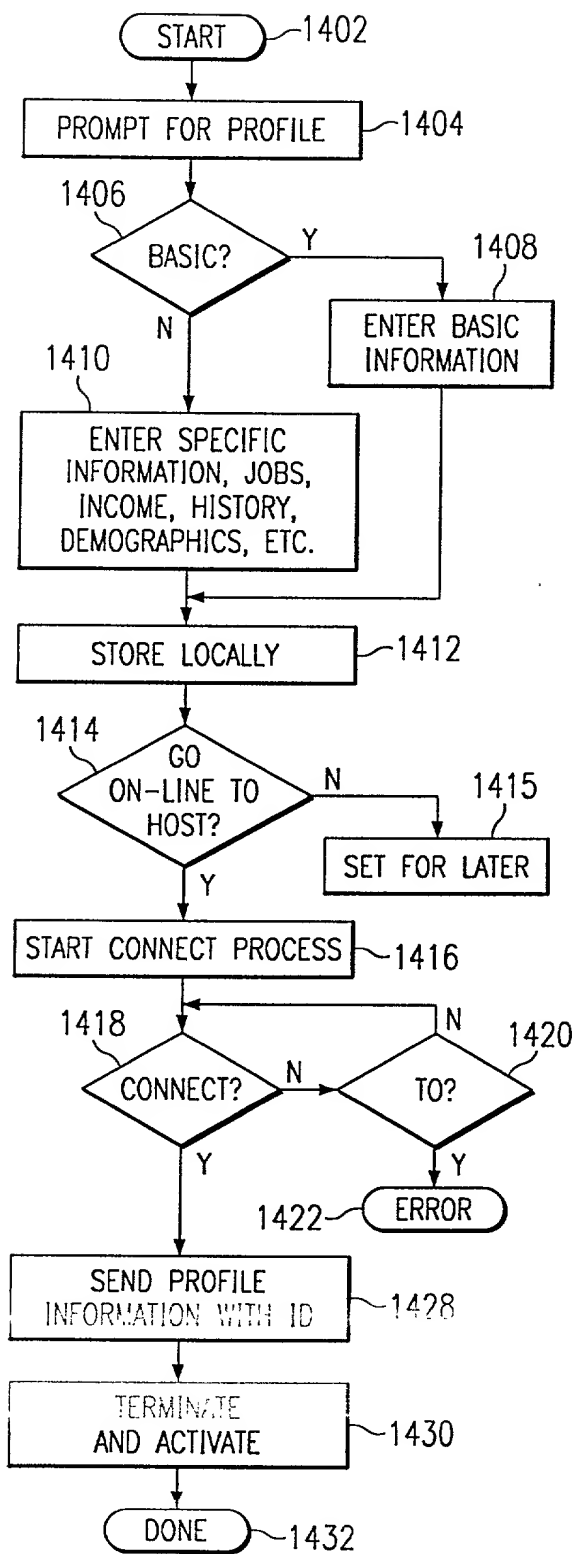 START
1402
PROMPT FOR PROFILE
1404
1406
BASIC?
Y
N
1408
ENTER BASIC
INFORMATION
1410
ENTER SPECIFIC
INFORMATION, JOBS,
INCOME, HISTORY,
DEMOGRAPHICS, ETC.
STORE LOCALLY
1412
1414
GO
ON-LINE TO
HOST?
N
Y
1415
SET FOR LATER
START CONNECT PROCESS
1416
1418
CONNECT?
N
Y
N
1420
TO?
Y
1422
ERROR
SEND PROFILE
INFORMATION WITH ID
1428
TERMINATE
AND ACTIVATE
1430
DONE
1432